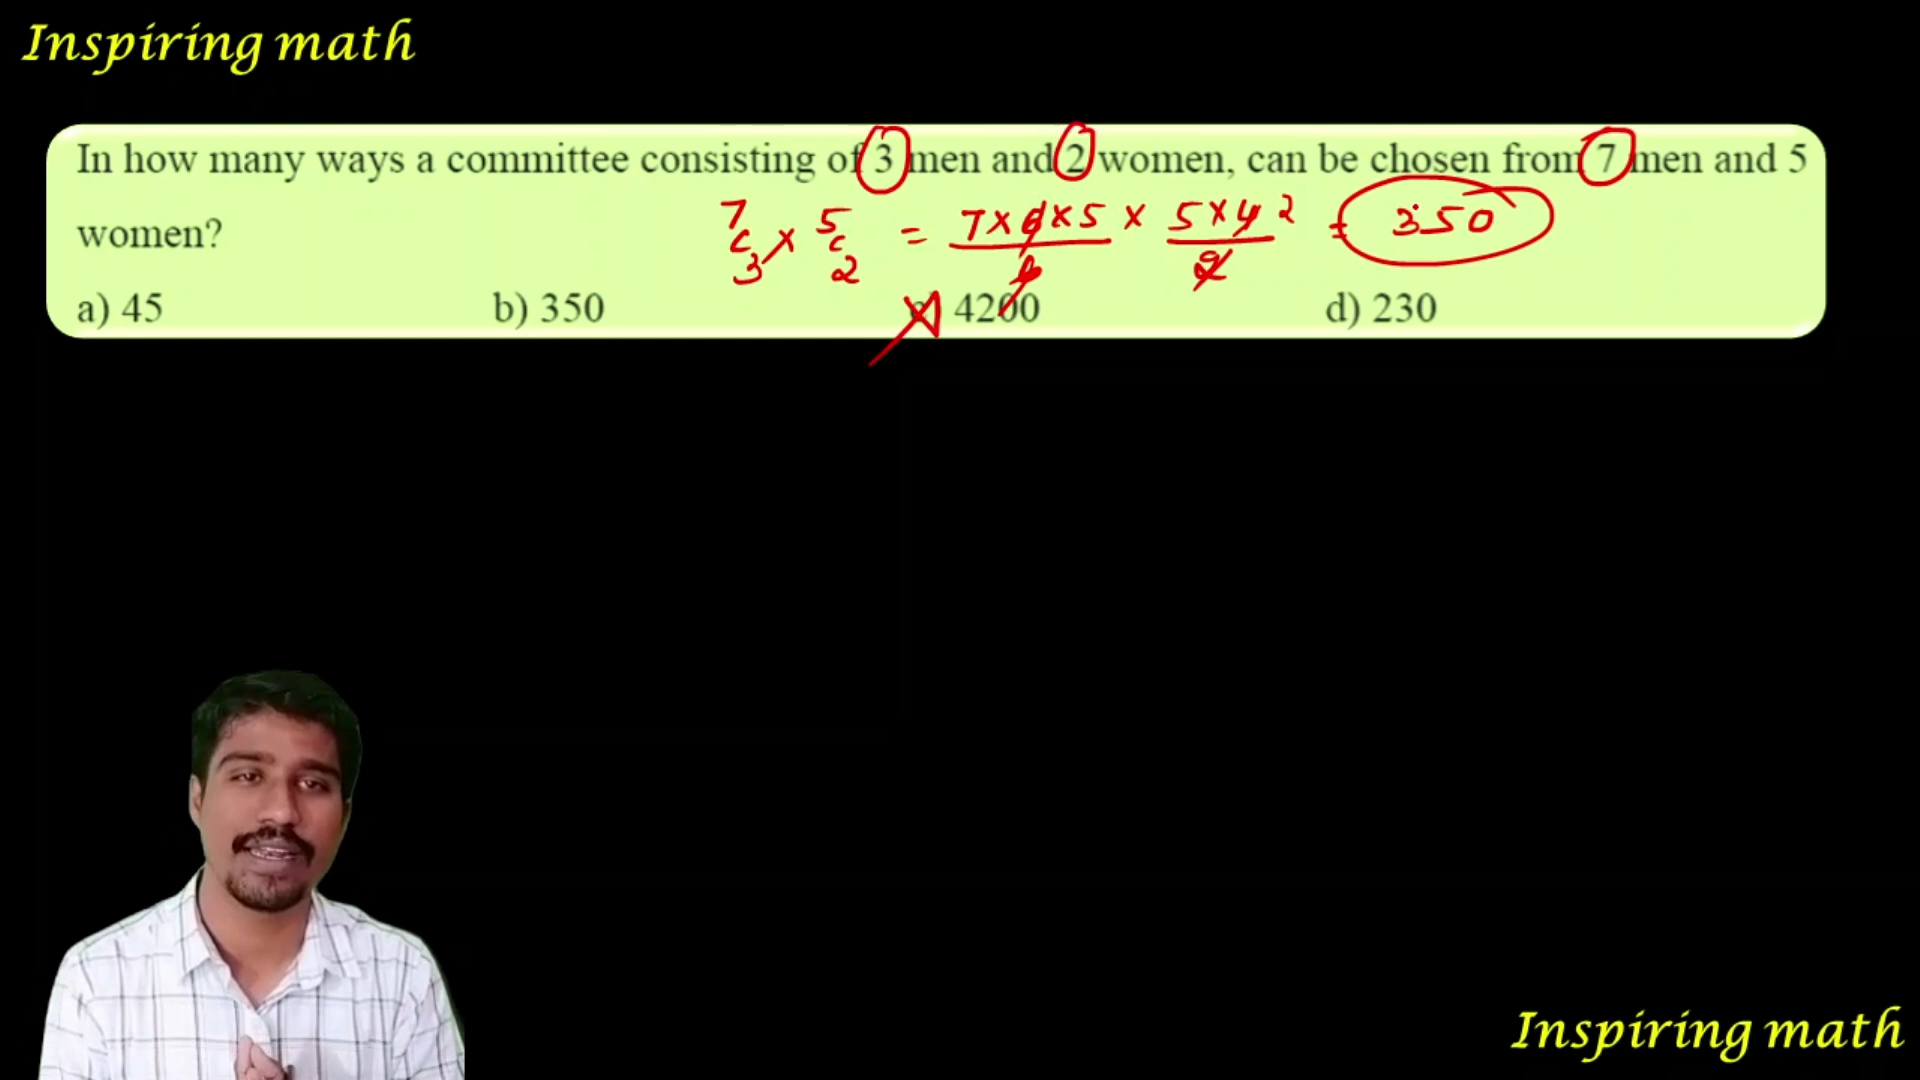 Inspiring math
In how many ways a committee consisting of 3 men and 2 women, can be chosen from 7 men and 5
women?
7C3 × 5C2 = 7×6×5/6 × 5×4/2 2 = 350
a) 45 b) 350 c) 4200 d) 230
Inspiring math